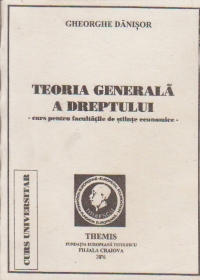 GHEORGHE DĂNIȘOR
TEORIA GENERALĂ
A DREPTULUI
- curs pentru facultățile de științe economice -
CURS UNIVERSITAR
THEMIS
FUNDAȚIA EUROPEANĂ TITULESCU
FILIALA CRAIOVA